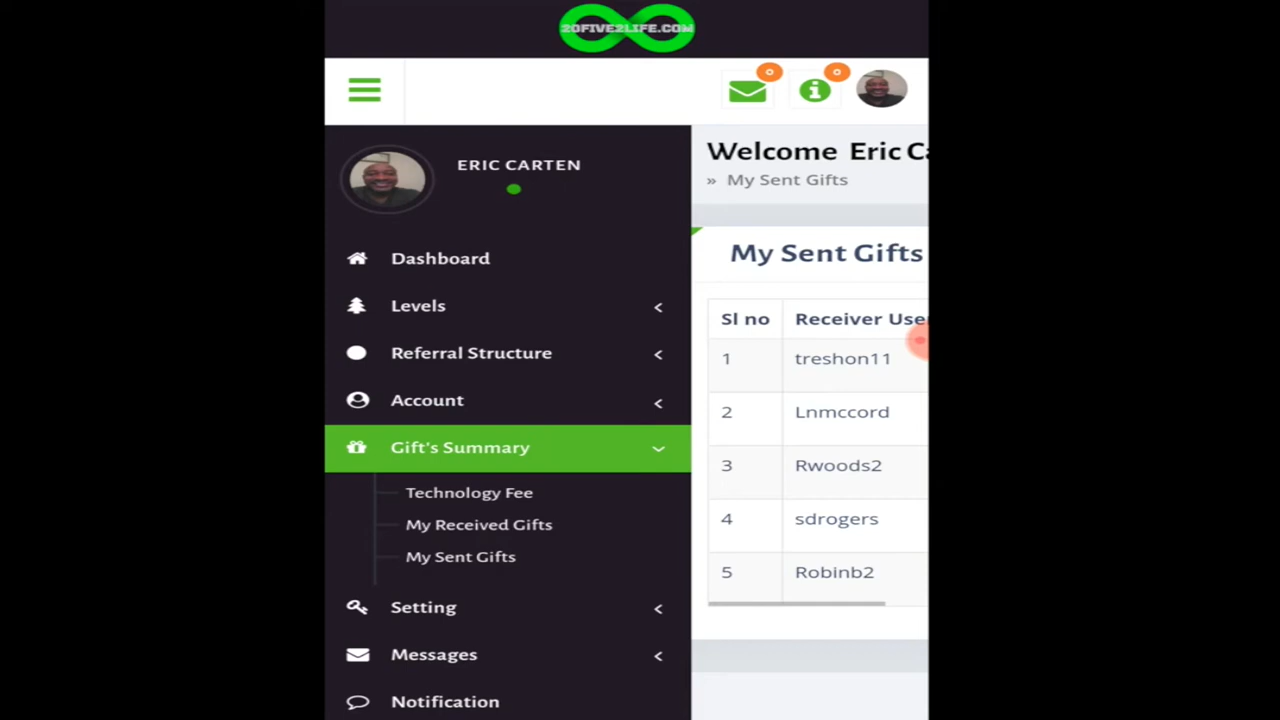 20FIVE2LIFE.COM
0
0
ERIC CARTEN
Dashboard
Levels
Referral Structure
Account
Gift's Summary
Technology Fee
My Received Gifts
My Sent Gifts
Setting
Messages
Notification
Welcome Eric Ca
» My Sent Gifts
My Sent Gifts
Sl no Receiver User
1 treshon11
2 Lnmccord
3 Rwoods2
4 sdrogers
5 Robinb2